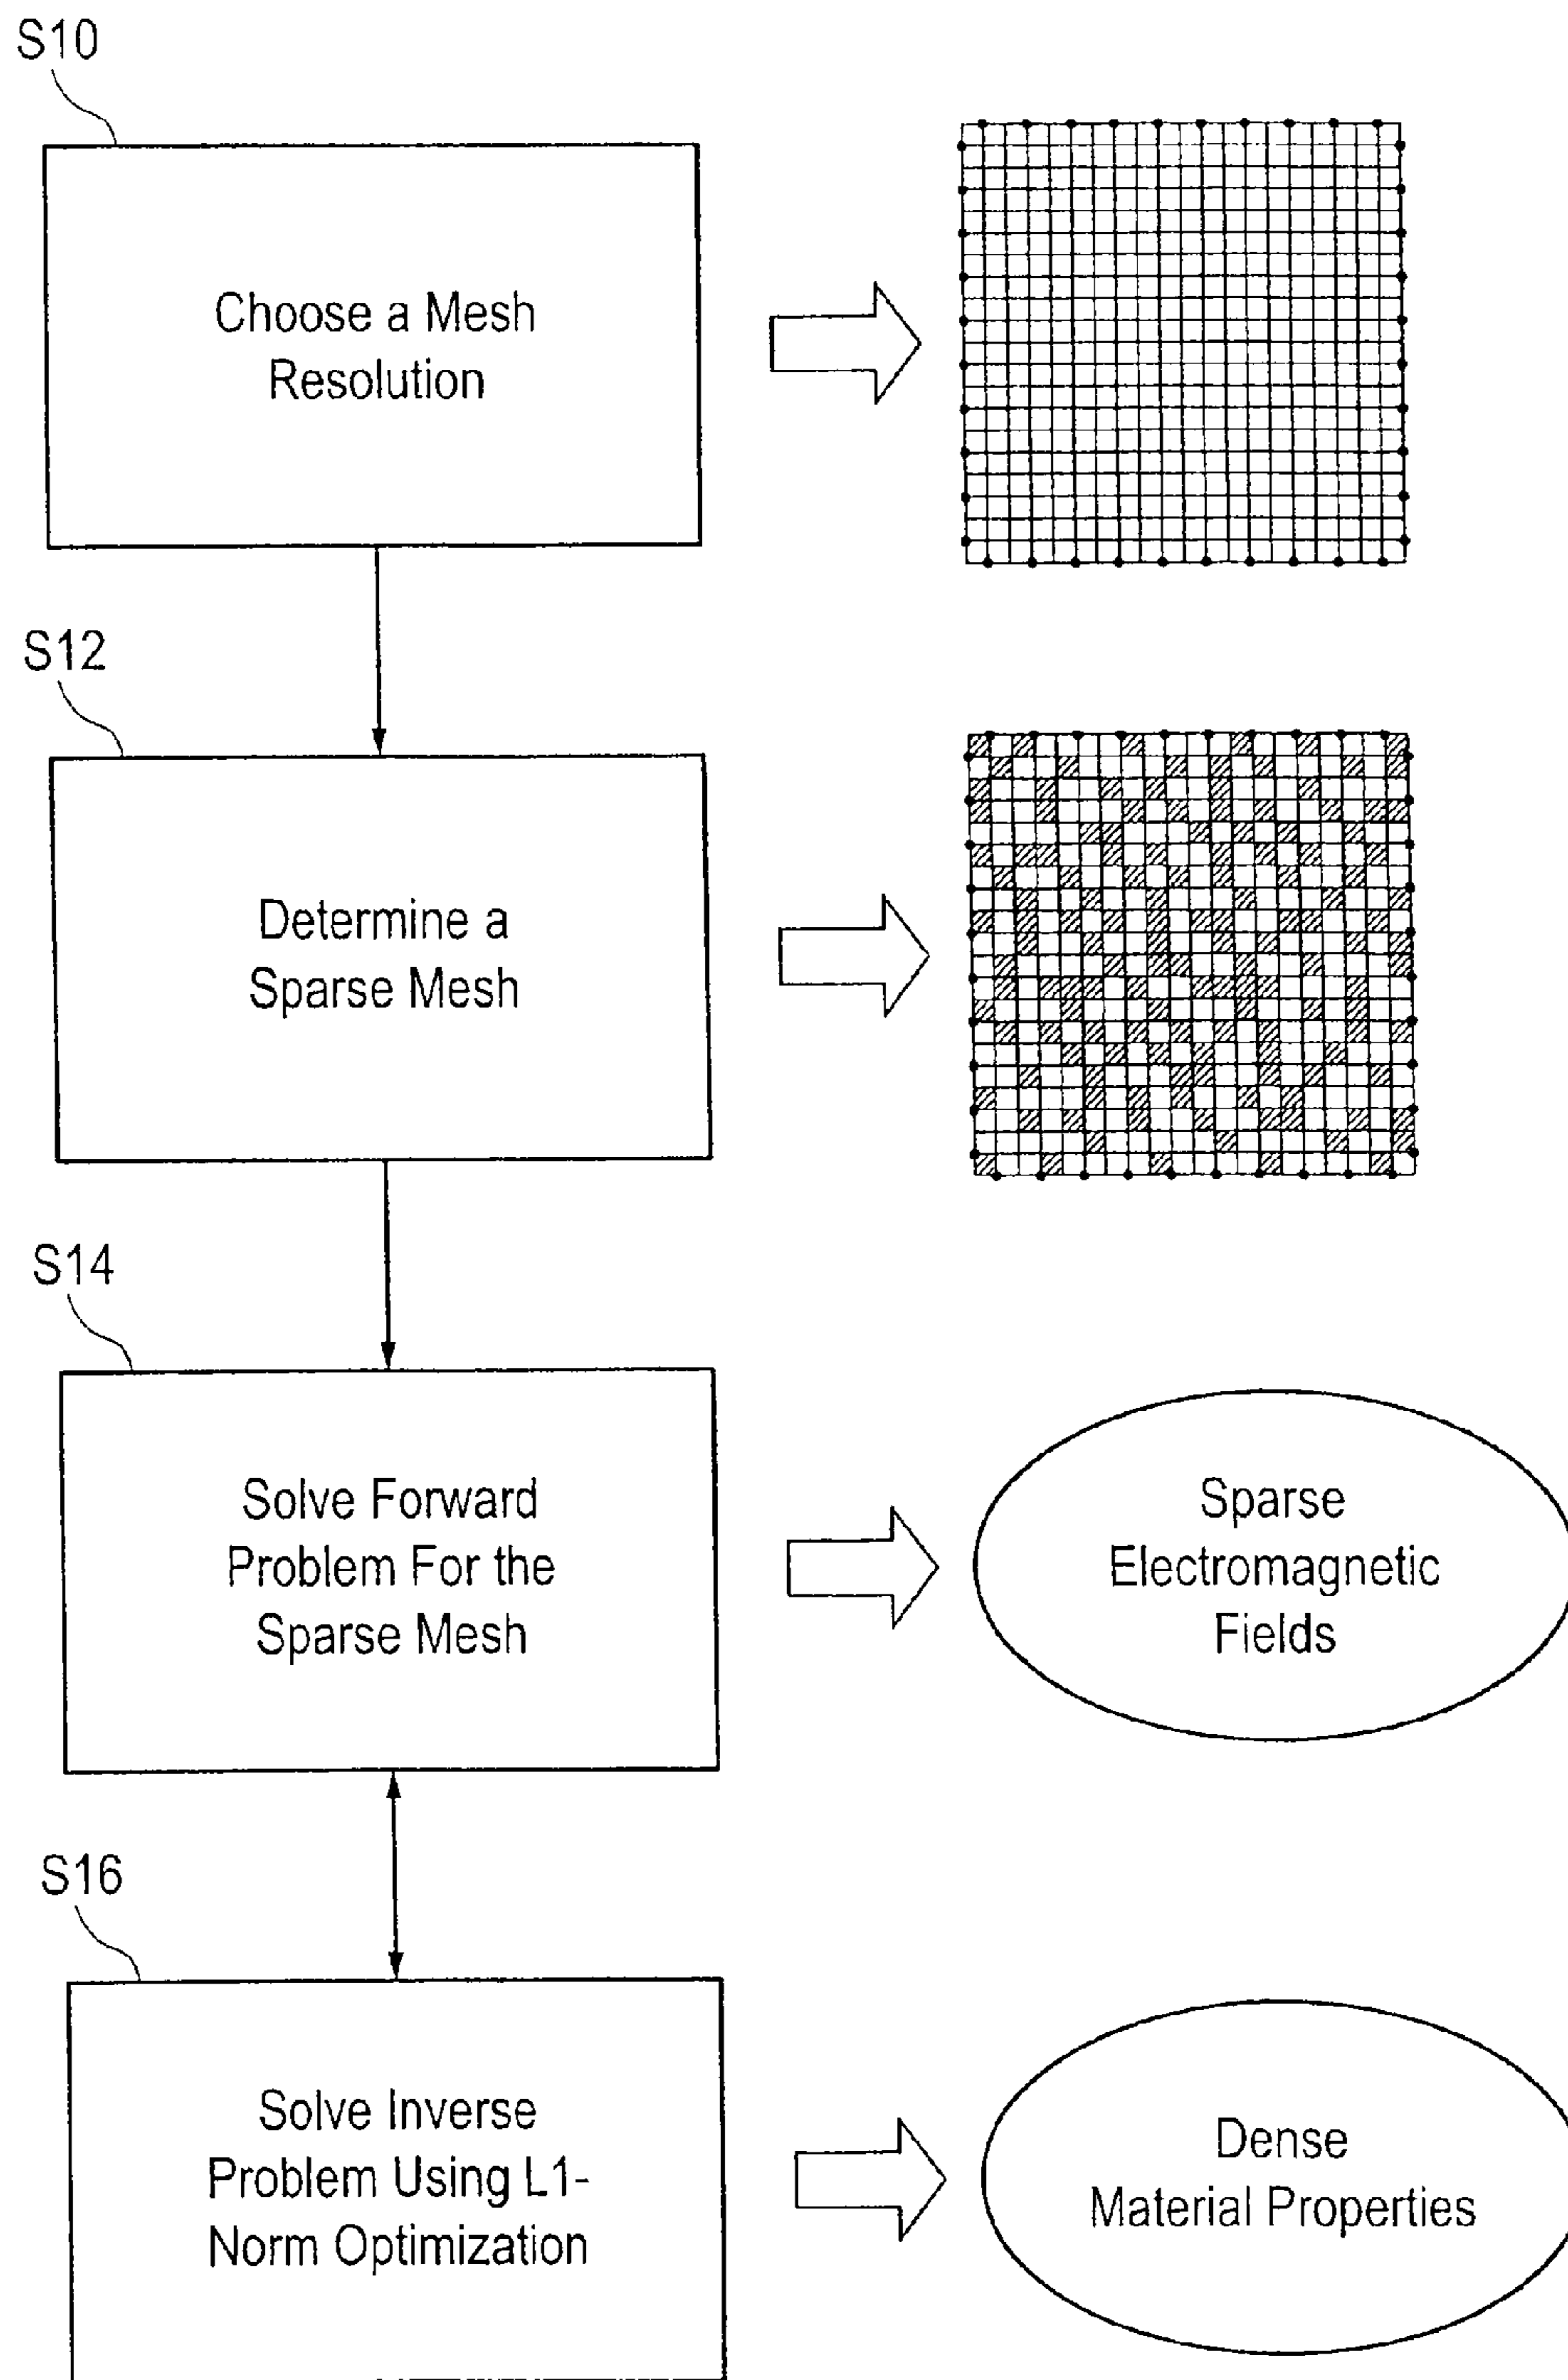 S10
Choose a Mesh
Resolution
S12
Determine a
Sparse Mesh
S14
Solve Forward
Problem For the
Sparse Mesh
Sparse
Electromagnetic
Fields
S16
Solve Inverse
Problem Using L1-
Norm Optimization
Dense
Material Properties